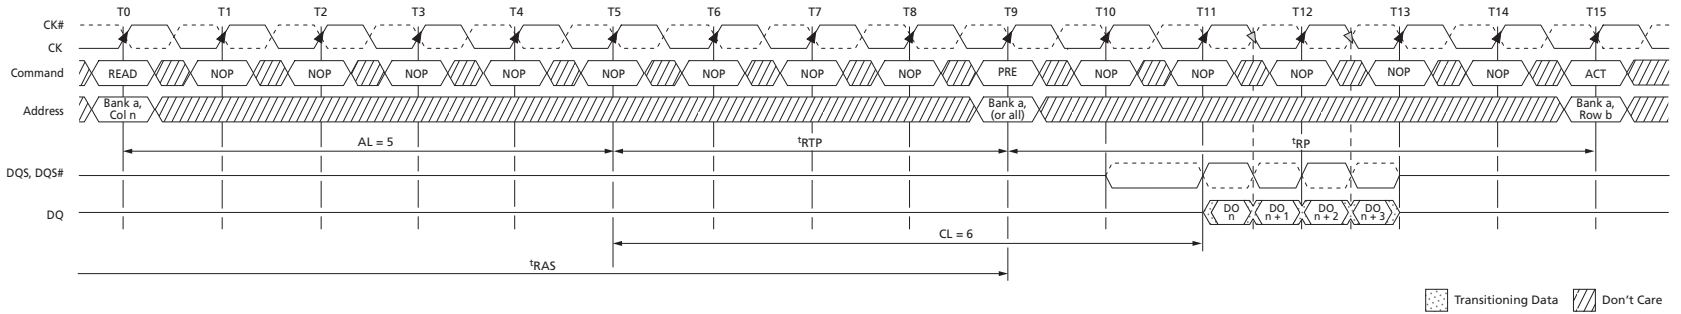 T0 T1 T2 T3 T4 T5 T6 T7 T8 T9 T10 T11 T12 T13 T14 T15
CK#
CK
Command READ NOP NOP NOP NOP NOP NOP NOP NOP PRE NOP NOP NOP NOP NOP ACT
Address Bank a, Col n Bank a, (or all) Bank a, Row b
AL = 5 tRTP tRP
DQS, DQS#
DQ DO n DO n + 1 DO n + 2 DO n + 3
CL = 6
tRAS
Transitioning Data Don't Care